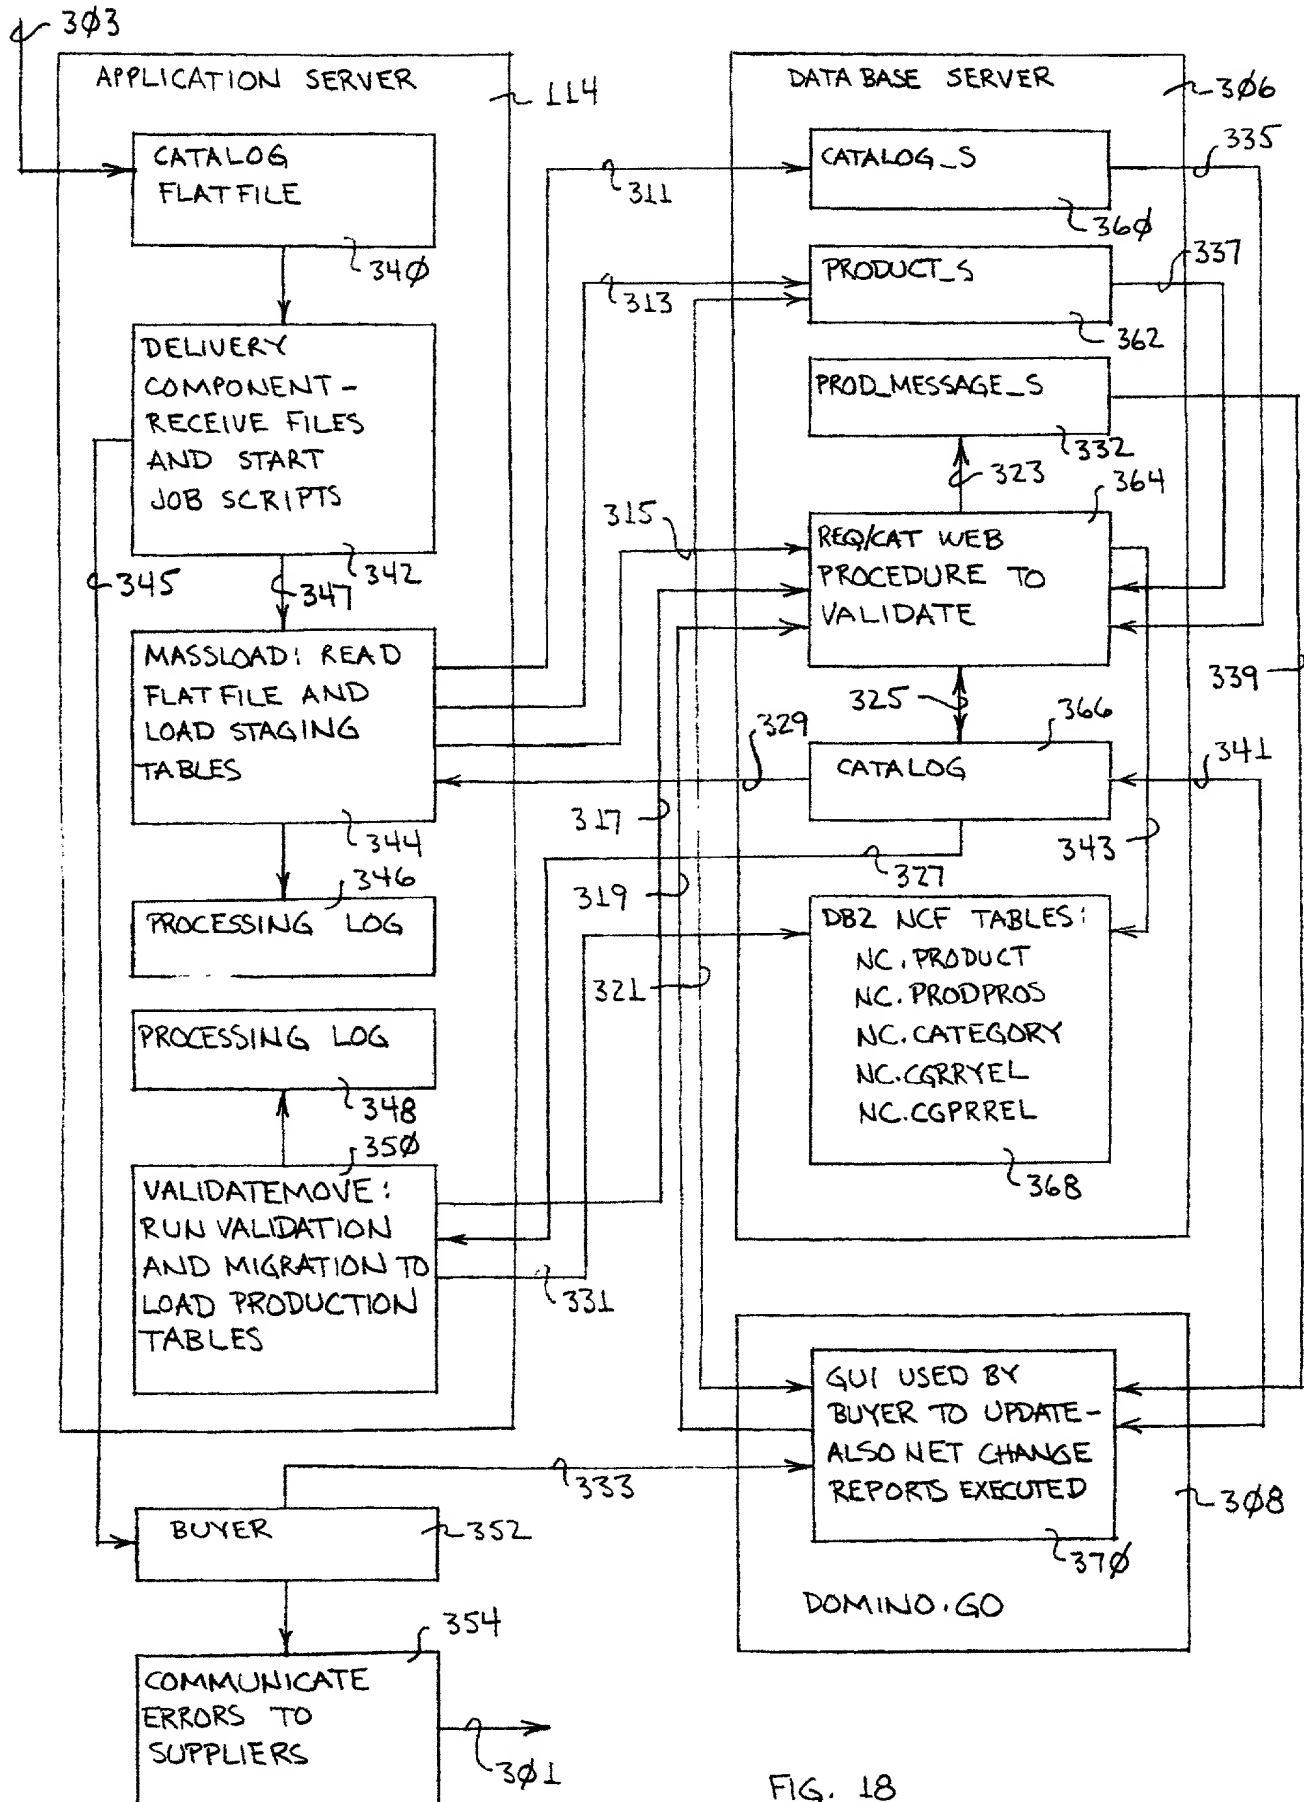 303
APPLICATION SERVER
114
CATALOG
FLATFILE
340
DELIVERY
COMPONENT-
RECEIVE FILES
AND START
JOB SCRIPTS
342
345
347
MASSLOAD: READ
FLATFILE AND
LOAD STAGING
TABLES
344
346
PROCESSING LOG
PROCESSING LOG
348
350
VALIDATEMOVE:
RUN VALIDATION
AND MIGRATION TO
LOAD PRODUCTION
TABLES
331
BUYER
352
333
354
COMMUNICATE
ERRORS TO
SUPPLIERS
301
311
313
315
329
317
327
319
321
DATABASE SERVER
306
335
CATALOG_S
360
337
PRODUCT_S
362
PROD_MESSAGE_S
332
323
364
REQ/CAT WEB
PROCEDURE TO
VALIDATE
339
325
366
341
CATALOG
343
DB2 NCF TABLES:
NC.PRODUCT
NC.PRODPROS
NC.CATEGORY
NC.CGRRYEL
NC.CGPRREL
368
GUI USED BY
BUYER TO UPDATE-
ALSO NET CHANGE
REPORTS EXECUTED
308
370
DOMINO.GO
FIG. 18